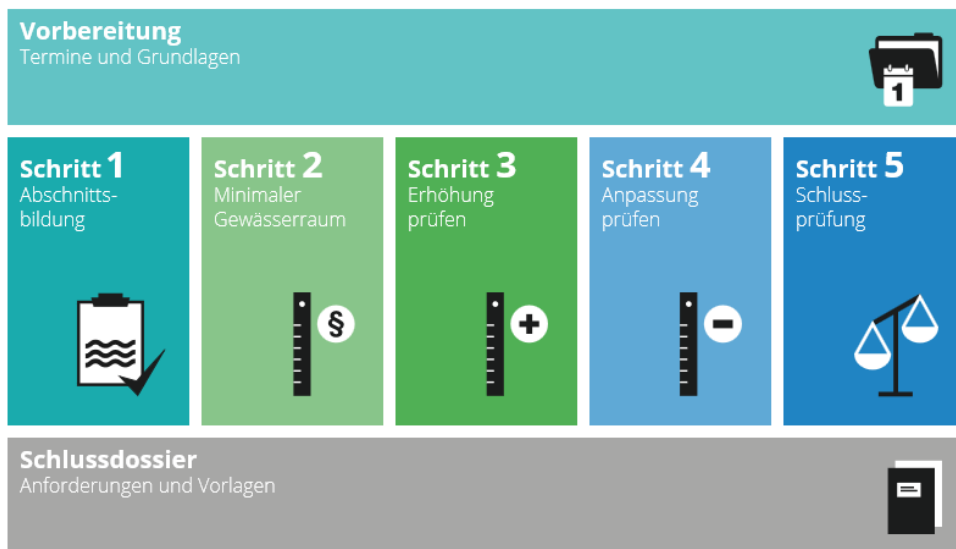 Vorbereitung
Termine und Grundlagen
1
Schritt 1
Abschnitts-
bildung
Schritt 2
Minimaler
Gewässerraum
§
Schritt 3
Erhöhung
prüfen
+
Schritt 4
Anpassung
prüfen
-
Schritt 5
Schluss-
prüfung
Schlussdossier
Anforderungen und Vorlagen